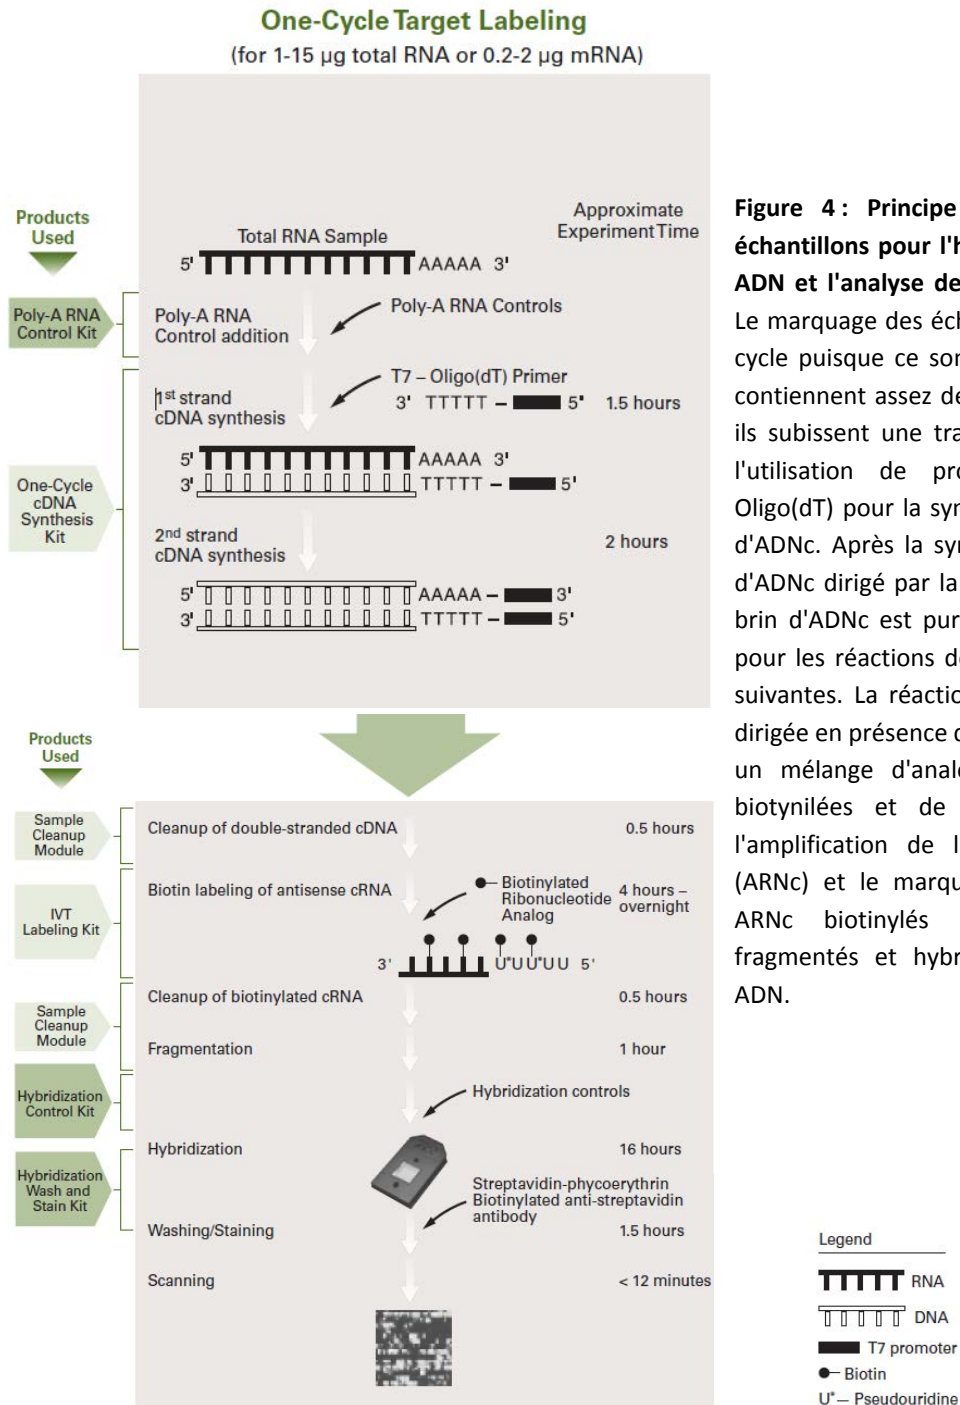 One-Cycle Target Labeling
(for 1-15 µg total RNA or 0.2-2 µg mRNA)
Products
Used
Approximate
Experiment Time
Total RNA Sample
5' AAAAA 3'
Poly-A RNA
Control Kit
Poly-A RNA
Control addition
Poly-A RNA Controls
T7 – Oligo(dT) Primer
3' TTTTT – 5'
1st strand
cDNA synthesis
1.5 hours
5' AAAAA 3'
3' TTTTT – 5'
One-Cycle
cDNA
Synthesis
Kit
2nd strand
cDNA synthesis
2 hours
5' AAAAA – 3'
3' TTTTT – 5'
Products
Used
Sample
Cleanup
Module
Cleanup of double-stranded cDNA
0.5 hours
IVT
Labeling Kit
Biotin labeling of antisense cRNA
Biotinylated
Ribonucleotide
Analog
4 hours –
overnight
3' U*UU*UU 5'
Sample
Cleanup
Module
Cleanup of biotinylated cRNA
0.5 hours
Fragmentation
1 hour
Hybridization
Control Kit
Hybridization controls
Hybridization
16 hours
Hybridization
Wash and
Stain Kit
Streptavidin-phycoerythrin
Biotinylated anti-streptavidin
antibody
Washing/Staining
1.5 hours
Scanning
< 12 minutes
Figure 4 : Principe
échantillons pour l'h
ADN et l'analyse de
Le marquage des éch
cycle puisque ce son
contiennent assez de
ils subissent une tra
l'utilisation de pro
Oligo(dT) pour la syn
d'ADNc. Après la syn
d'ADNc dirigé par la
brin d'ADNc est pur
pour les réactions de
suivantes. La réaction
dirigée en présence d
un mélange d'analo
biotynilées et de
l'amplification de l
(ARNc) et le marqu
ARNc biotinylés
fragmentés et hybr
ADN.
Legend
RNA
DNA
T7 promoter
Biotin
U*— Pseudouridine